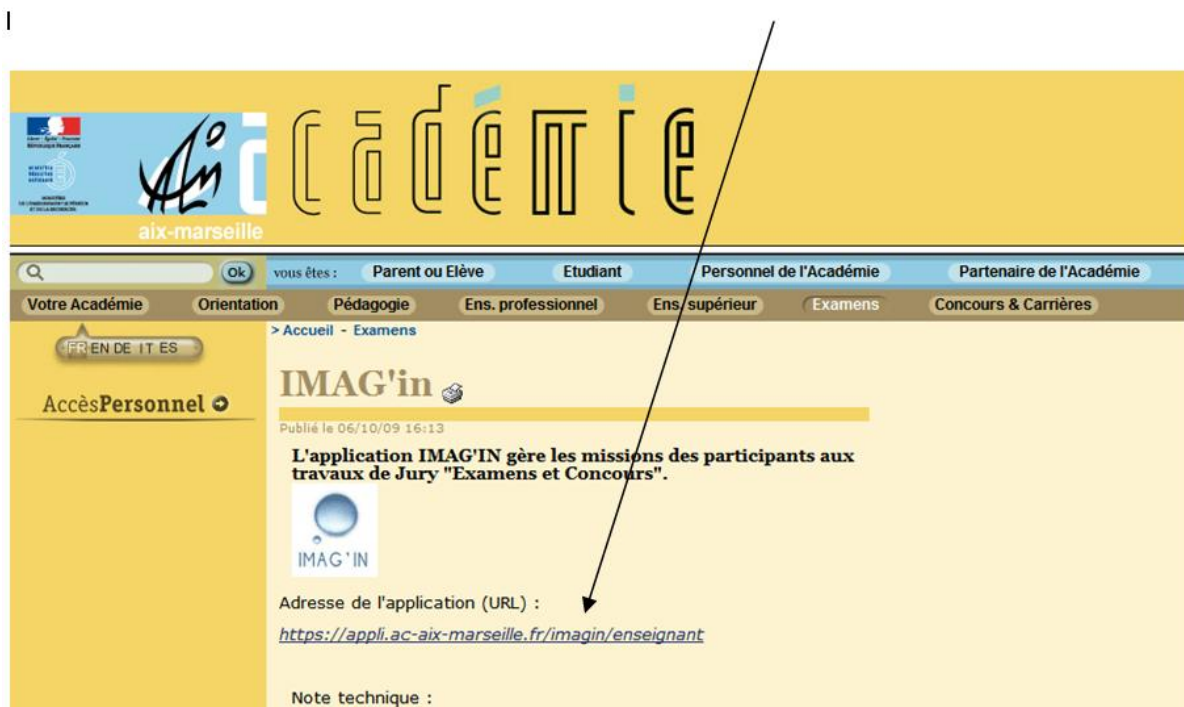 cadémie
aix-marseille
Ok
vous êtes :
Parent ou Elève
Etudiant
Personnel de l'Académie
Partenaire de l'Académie
Votre Académie
Orientation
Pédagogie
Ens. professionnel
Ens. supérieur
Examens
Concours & Carrières
FR EN DE IT ES
AccèsPersonnel
> Accueil - Examens
IMAG'in
Publié le 06/10/09 16:13
L'application IMAG'IN gère les missions des participants aux
travaux de Jury "Examens et Concours".
IMAG'IN
Adresse de l'application (URL) :
https://appli.ac-aix-marseille.fr/imagin/enseignant
Note technique :